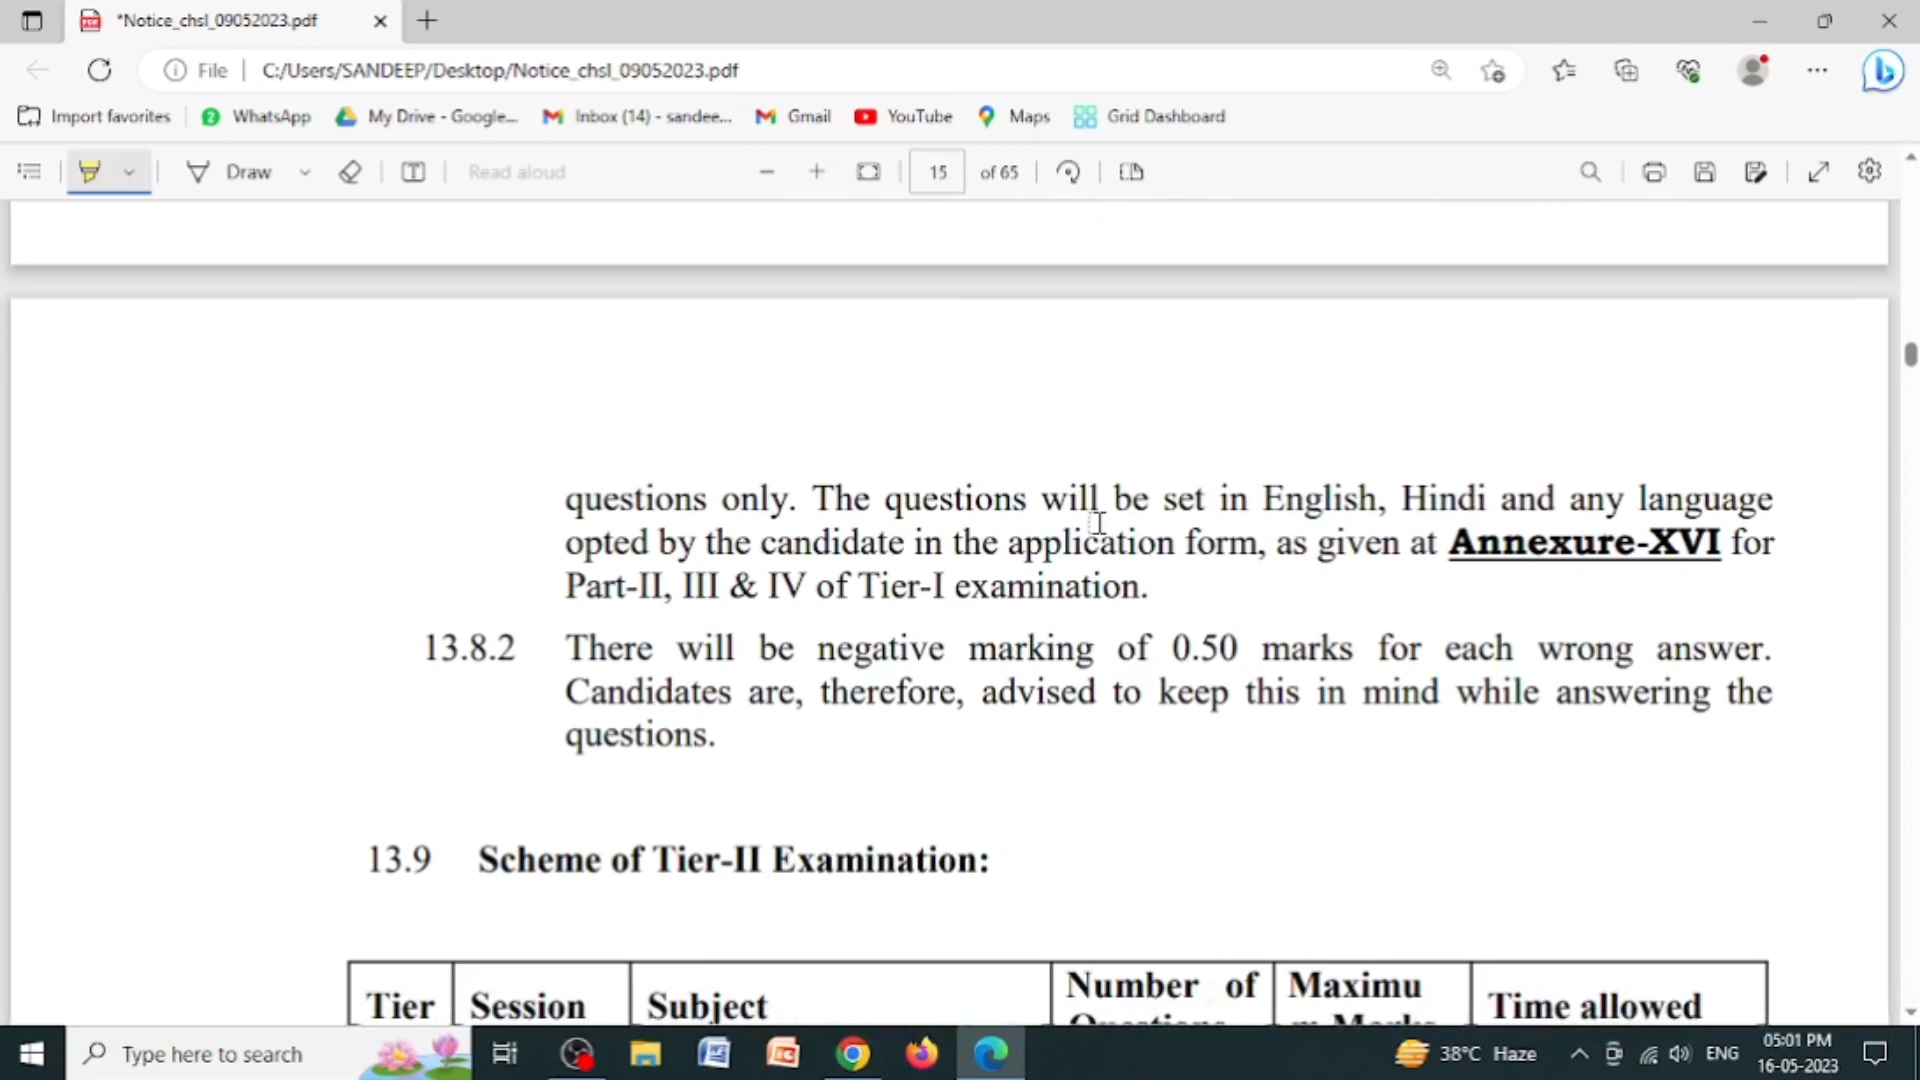 *Notice_chsl_09052023.pdf
File C:/Users/SANDEEP/Desktop/Notice_chsl_09052023.pdf
Import favorites WhatsApp My Drive - Google... Inbox (14) - sandee... Gmail YouTube Maps Grid Dashboard
Draw Read aloud 15 of 65
questions only. The questions will be set in English, Hindi and any language
opted by the candidate in the application form, as given at Annexure-XVI for
Part-II, III & IV of Tier-I examination.
13.8.2 There will be negative marking of 0.50 marks for each wrong answer.
Candidates are, therefore, advised to keep this in mind while answering the
questions.
13.9 Scheme of Tier-II Examination:
Tier Session Subject Number of Maximu Time allowed
Questions m Marks
Type here to search 38°C Haze ENG 05:01 PM
16-05-2023